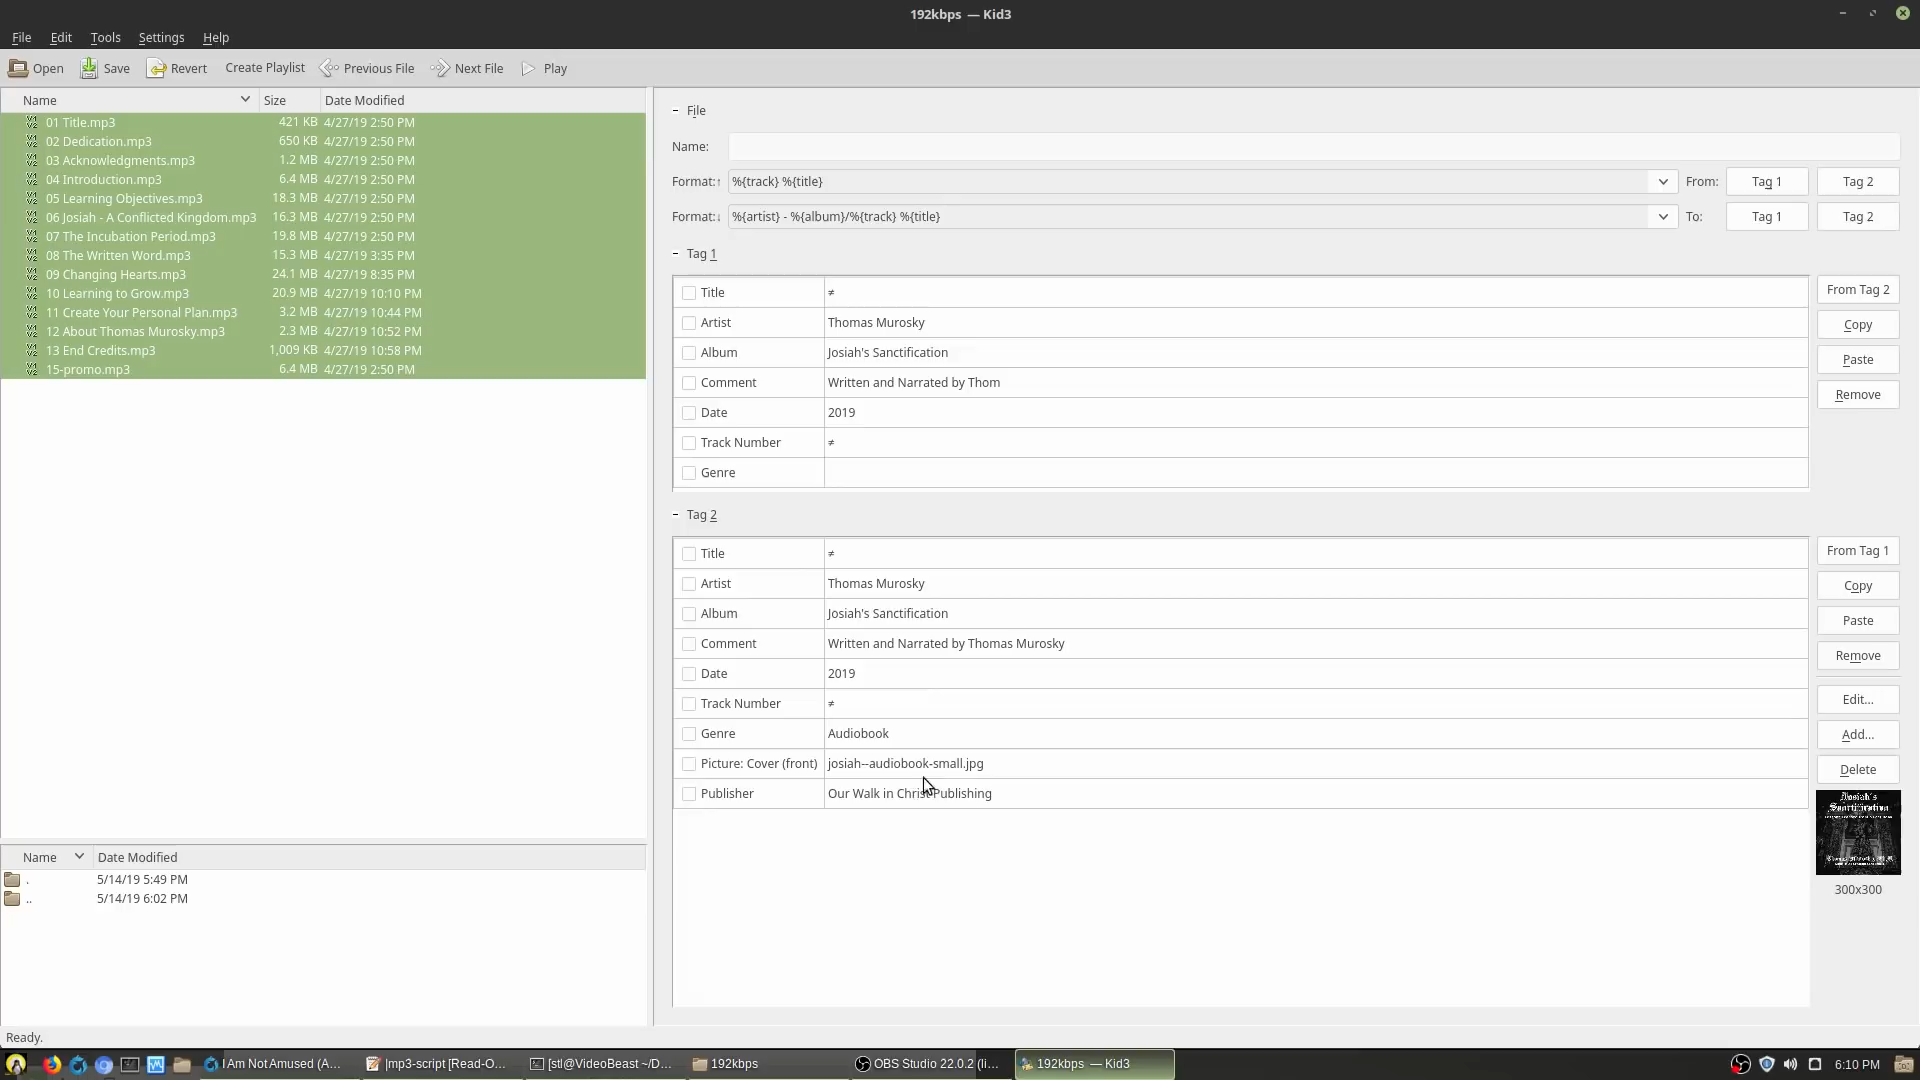 192kbps — Kid3
File Edit Tools Settings Help
Open Save Revert Create Playlist Previous File Next File Play
Name Size Date Modified
01 Title.mp3 421 KB 4/27/19 2:50 PM
02 Dedication.mp3 650 KB 4/27/19 2:50 PM
03 Acknowledgments.mp3 1.2 MB 4/27/19 2:50 PM
04 Introduction.mp3 6.4 MB 4/27/19 2:50 PM
05 Learning Objectives.mp3 18.3 MB 4/27/19 2:50 PM
06 Josiah - A Conflicted Kingdom.mp3 16.3 MB 4/27/19 2:50 PM
07 The Incubation Period.mp3 19.8 MB 4/27/19 2:50 PM
08 The Written Word.mp3 15.3 MB 4/27/19 3:35 PM
09 Changing Hearts.mp3 24.1 MB 4/27/19 8:35 PM
10 Learning to Grow.mp3 20.9 MB 4/27/19 10:10 PM
11 Create Your Personal Plan.mp3 3.2 MB 4/27/19 10:44 PM
12 About Thomas Murosky.mp3 2.3 MB 4/27/19 10:52 PM
13 End Credits.mp3 1,009 KB 4/27/19 10:58 PM
15-promo.mp3 6.4 MB 4/27/19 2:50 PM
Name Date Modified
. 5/14/19 5:49 PM
.. 5/14/19 6:02 PM
File
Name:
Format:↑ %{track} %{title} From: Tag 1 Tag 2
Format:↓ %{artist} - %{album}/%{track} %{title} To: Tag 1 Tag 2
Tag 1
Title ≠
Artist Thomas Murosky
Album Josiah's Sanctification
Comment Written and Narrated by Thom
Date 2019
Track Number ≠
Genre
From Tag 2
Copy
Paste
Remove
Tag 2
Title ≠
Artist Thomas Murosky
Album Josiah's Sanctification
Comment Written and Narrated by Thomas Murosky
Date 2019
Track Number ≠
Genre Audiobook
Picture: Cover (front) josiah--audiobook-small.jpg
Publisher Our Walk in Christ Publishing
From Tag 1
Copy
Paste
Remove
Edit...
Add...
Delete
Josiah's
Sanctification
300x300
Ready.
I Am Not Amused (A... |mp3-script [Read-O... [stl@VideoBeast ~/D... 192kbps OBS Studio 22.0.2 (li... 192kbps — Kid3 6:10 PM